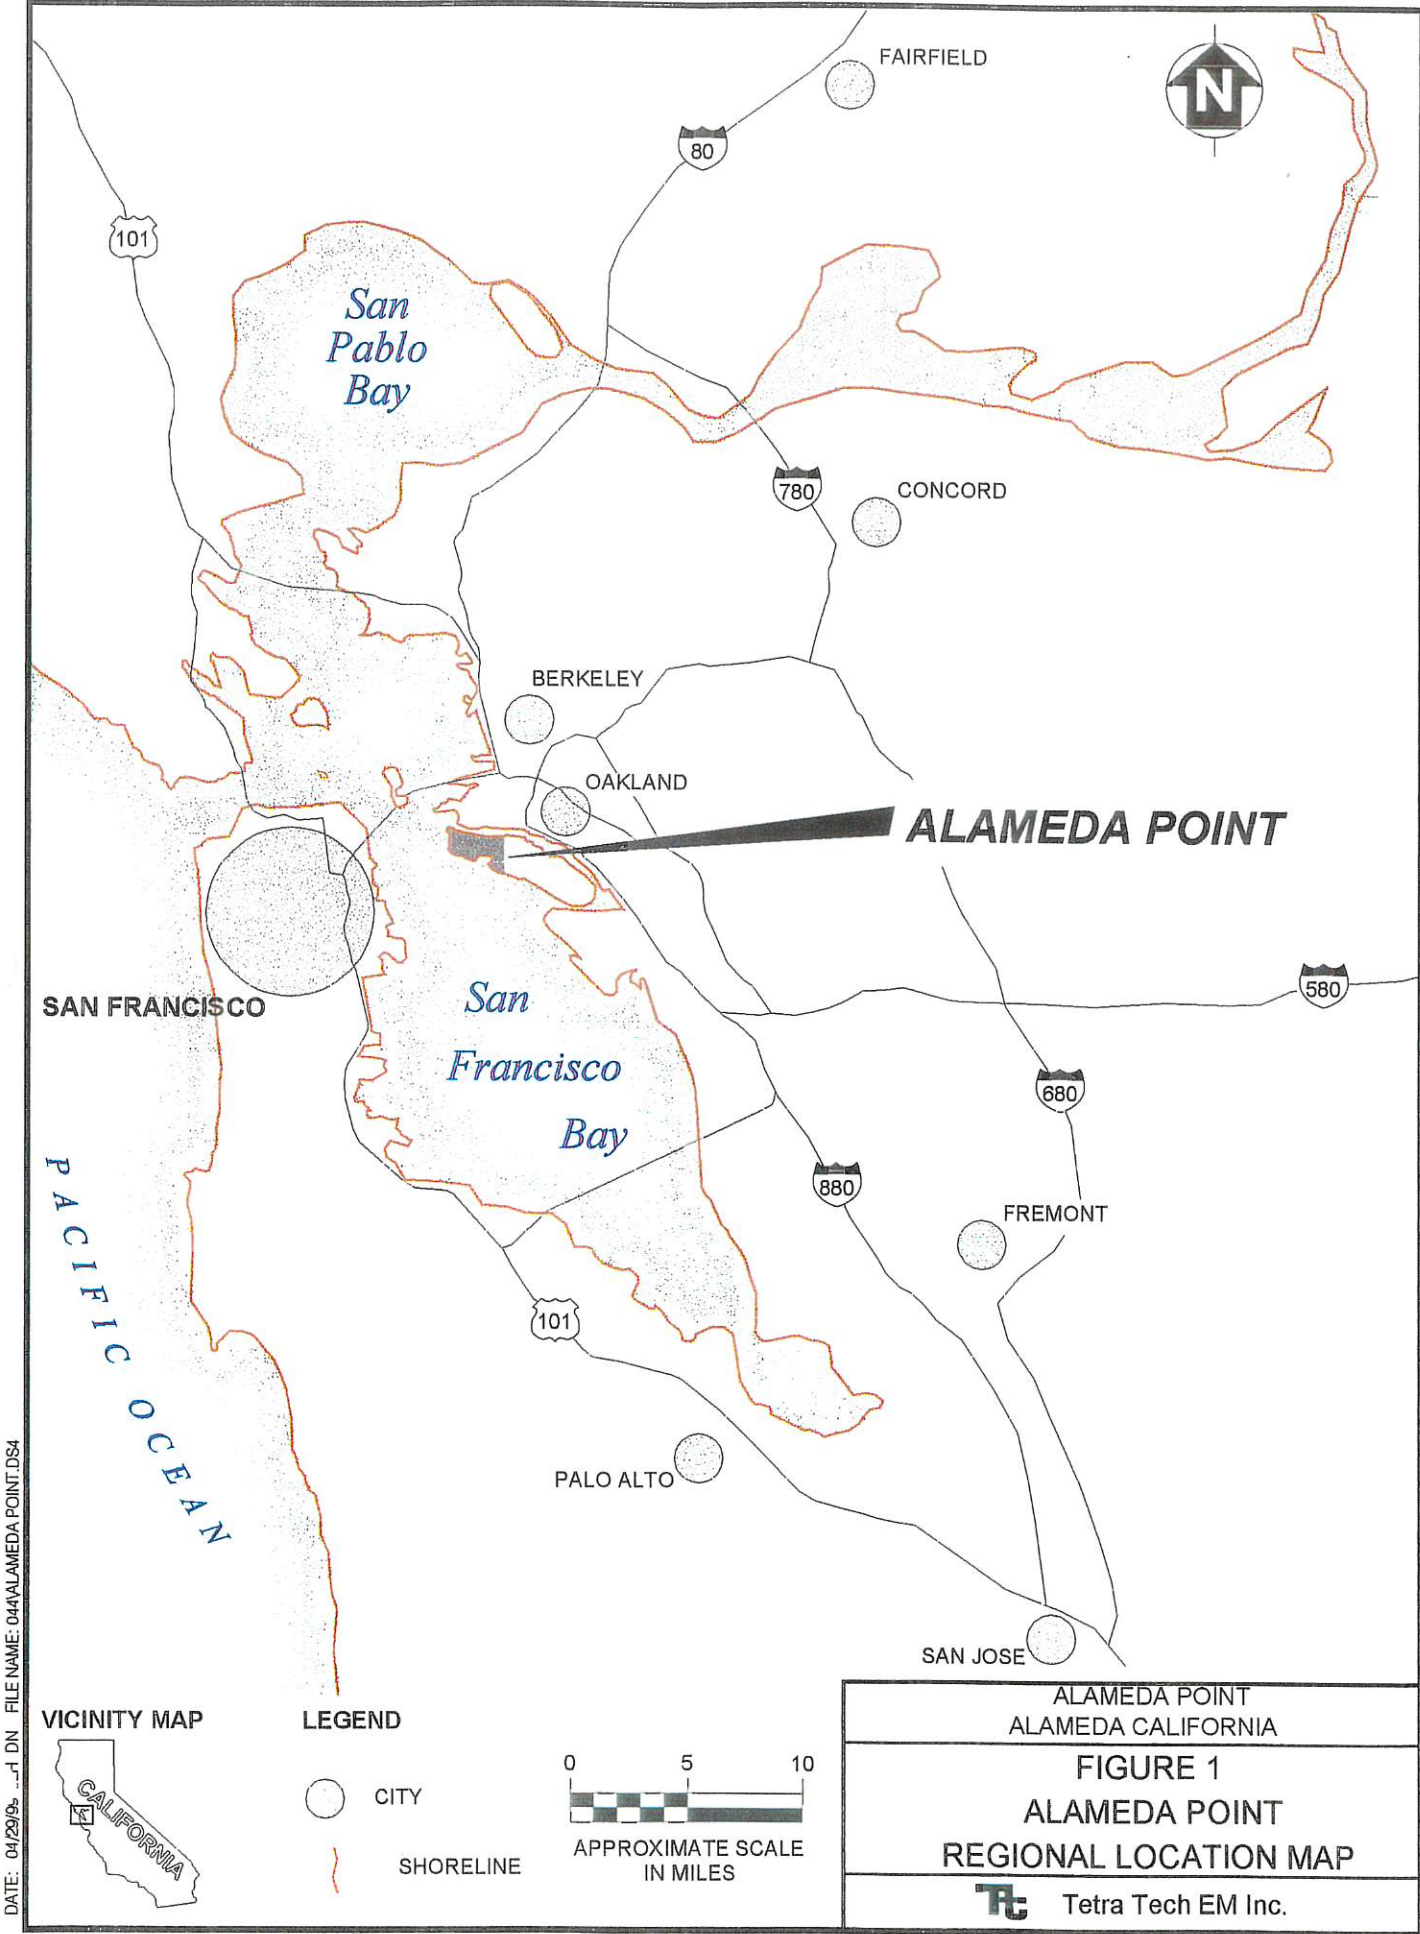 FAIRFIELD
N
80
101
San
Pablo
Bay
780
CONCORD
BERKELEY
OAKLAND
ALAMEDA POINT
SAN FRANCISCO
San
Francisco
Bay
580
680
880
FREMONT
PACIFIC OCEAN
101
PALO ALTO
SAN JOSE
VICINITY MAP
CALIFORNIA
LEGEND
CITY
SHORELINE
0 5 10
APPROXIMATE SCALE
IN MILES
ALAMEDA POINT
ALAMEDA CALIFORNIA
FIGURE 1
ALAMEDA POINT
REGIONAL LOCATION MAP
Tetra Tech EM Inc.
DATE: DN FILE NAME: 044\ALAMEDA POINT.DS4